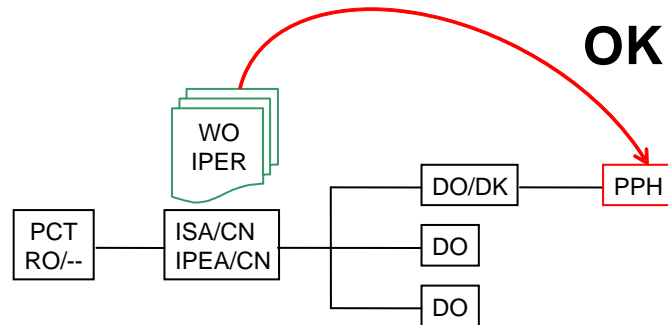 OK
WO
IPER
DO/DK
PPH
PCT
RO/--
ISA/CN
IPEA/CN
DO
DO